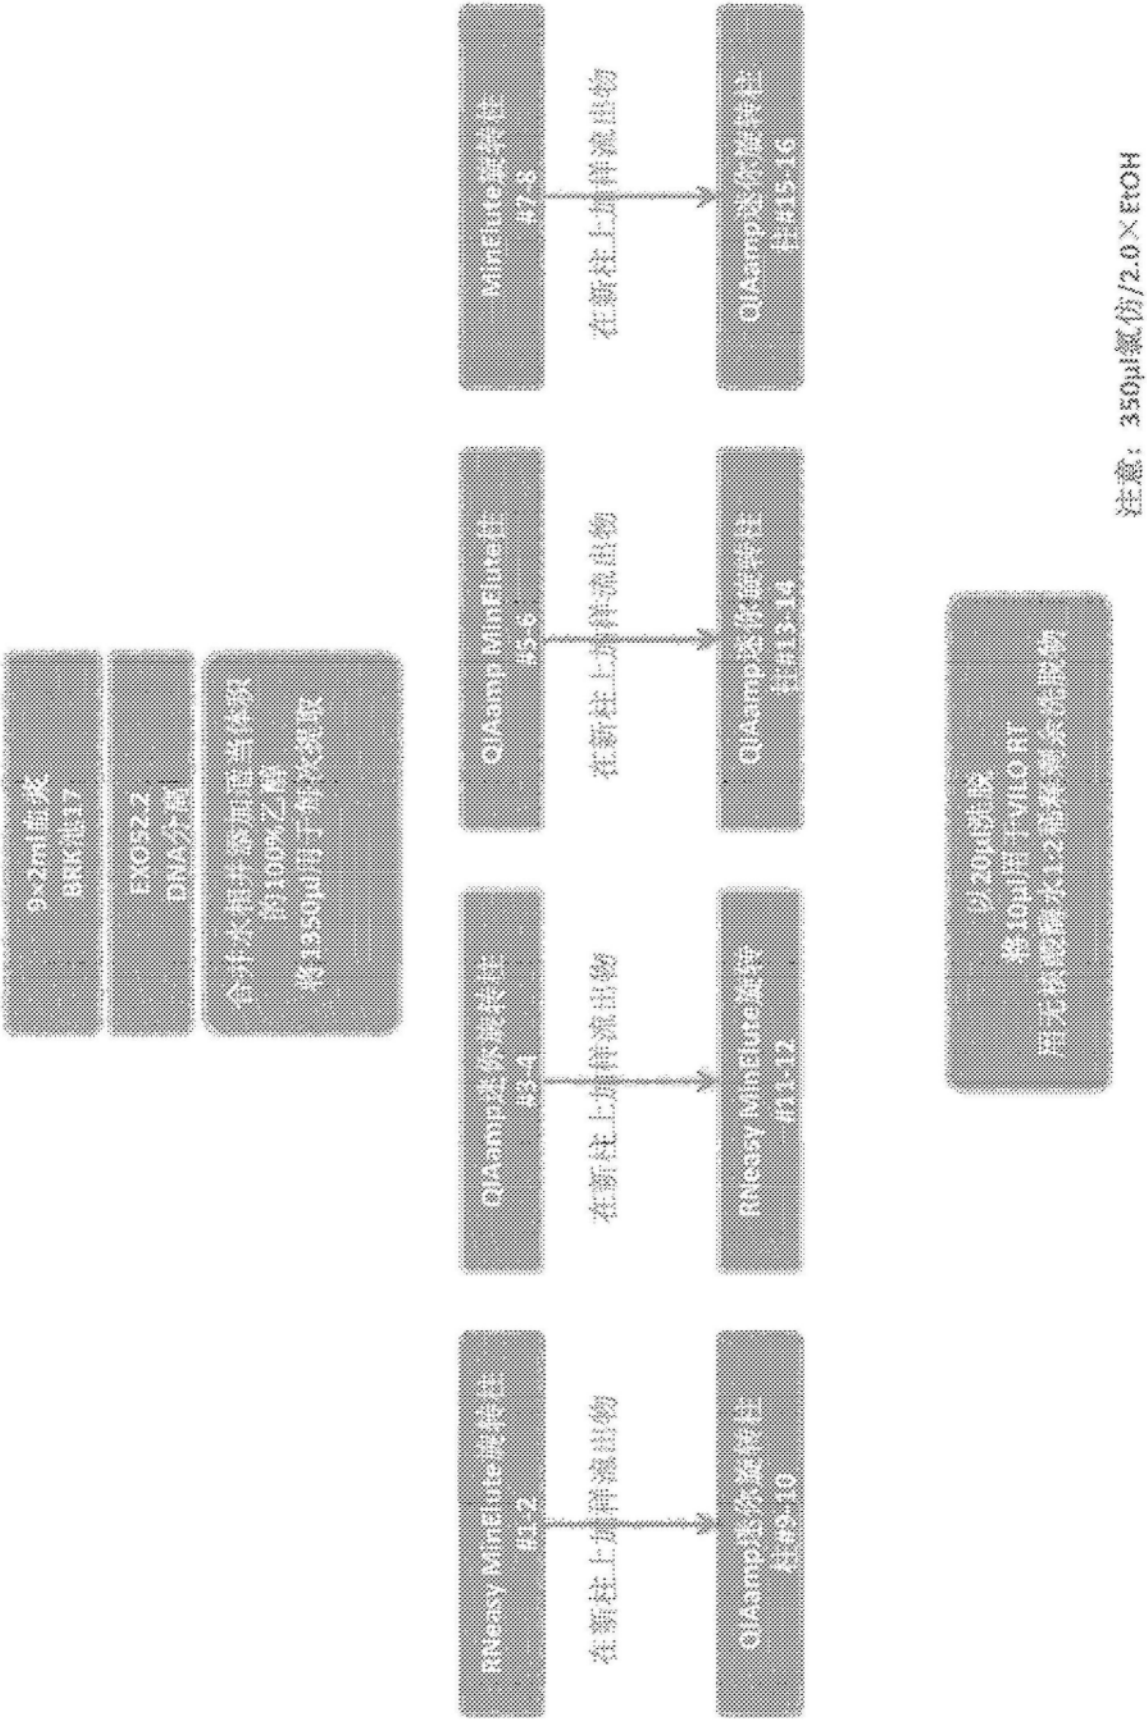 9×2ml血浆
BRK池17
EXO52.2
DNA分离
合并水相并添加适当体积
的100%乙醇
将1350μl用于每次提取
RNeasy MinElute旋转柱
#1-2
QIAamp迷你旋转柱
#3-4
QIAamp MinElute柱
#5-6
MinElute旋转柱
#7-8
在新柱上加样流出物
在新柱上加样流出物
在新柱上加样流出物
在新柱上加样流出物
QIAamp迷你旋转柱
柱#9-10
RNeasy MinElute旋转
#11-12
QIAamp迷你旋转柱
柱#13-14
QIAamp迷你旋转柱
柱#15-16
以20μl洗脱
将10μl用于VILO RT
用无核酸酶水1:2稀释剩余洗脱物
注意：350μl氯仿/2.0×EtOH